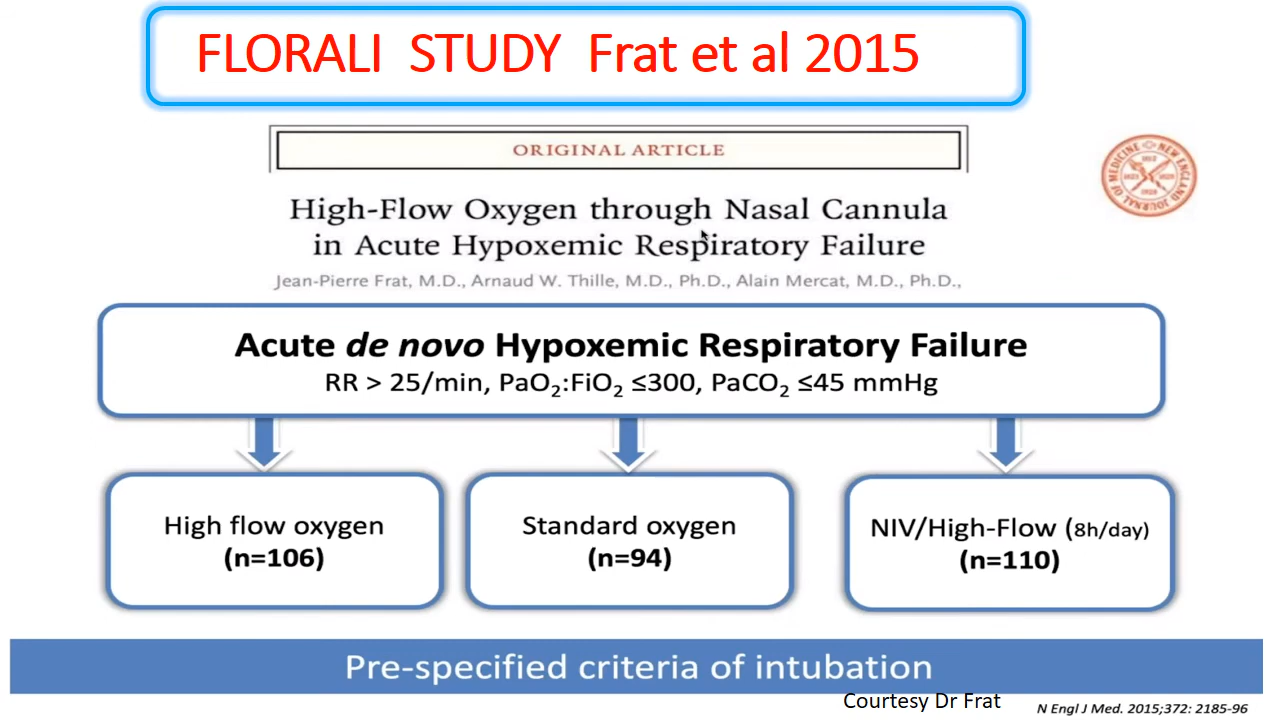 FLORALI STUDY Frat et al 2015
ORIGINAL ARTICLE
High-Flow Oxygen through Nasal Cannula
in Acute Hypoxemic Respiratory Failure
Jean-Pierre Frat, M.D., Arnaud W. Thille, M.D., Ph.D., Alain Mercat, M.D., Ph.D.,
Acute de novo Hypoxemic Respiratory Failure
RR > 25/min, PaO₂:FiO₂ ≤300, PaCO₂ ≤45 mmHg
High flow oxygen
(n=106)
Standard oxygen
(n=94)
NIV/High-Flow (8h/day)
(n=110)
Pre-specified criteria of intubation
Courtesy Dr Frat
N Engl J Med. 2015;372: 2185-96